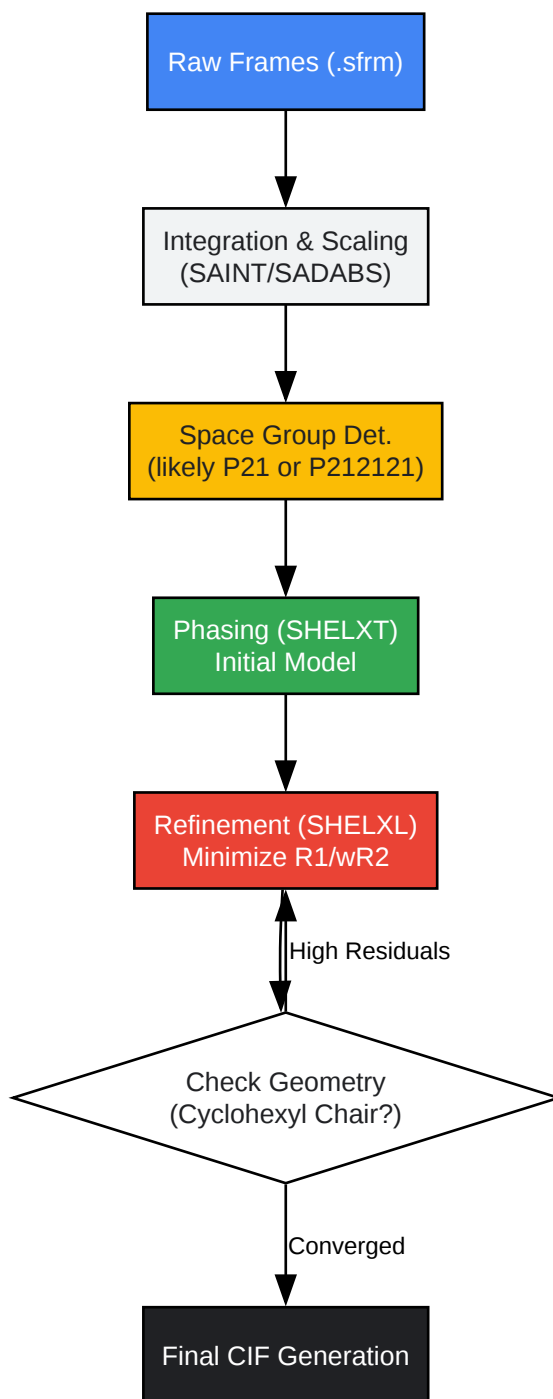 Raw Frames (.sfrm)
Integration & Scaling
(SAINT/SADABS)
Space Group Det.
(likely P21 or P212121)
Phasing (SHELXT)
Initial Model
Refinement (SHELXL)
Minimize R1/wR2
High Residuals
Check Geometry
(Cyclohexyl Chair?)
Converged
Final CIF Generation